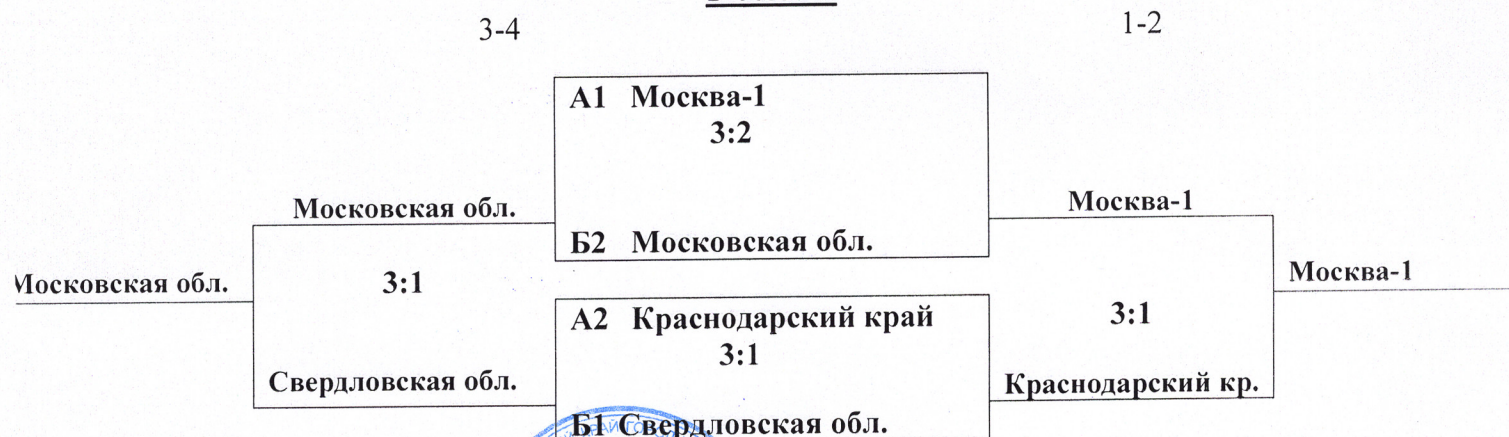 3-4
1-2
А1 Москва-1
3:2
Московская обл.
Москва-1
Б2 Московская обл.
Московская обл.
3:1
Москва-1
А2 Краснодарский край
3:1
3:1
Свердловская обл.
Краснодарский кр.
Б1 Свердловская обл.